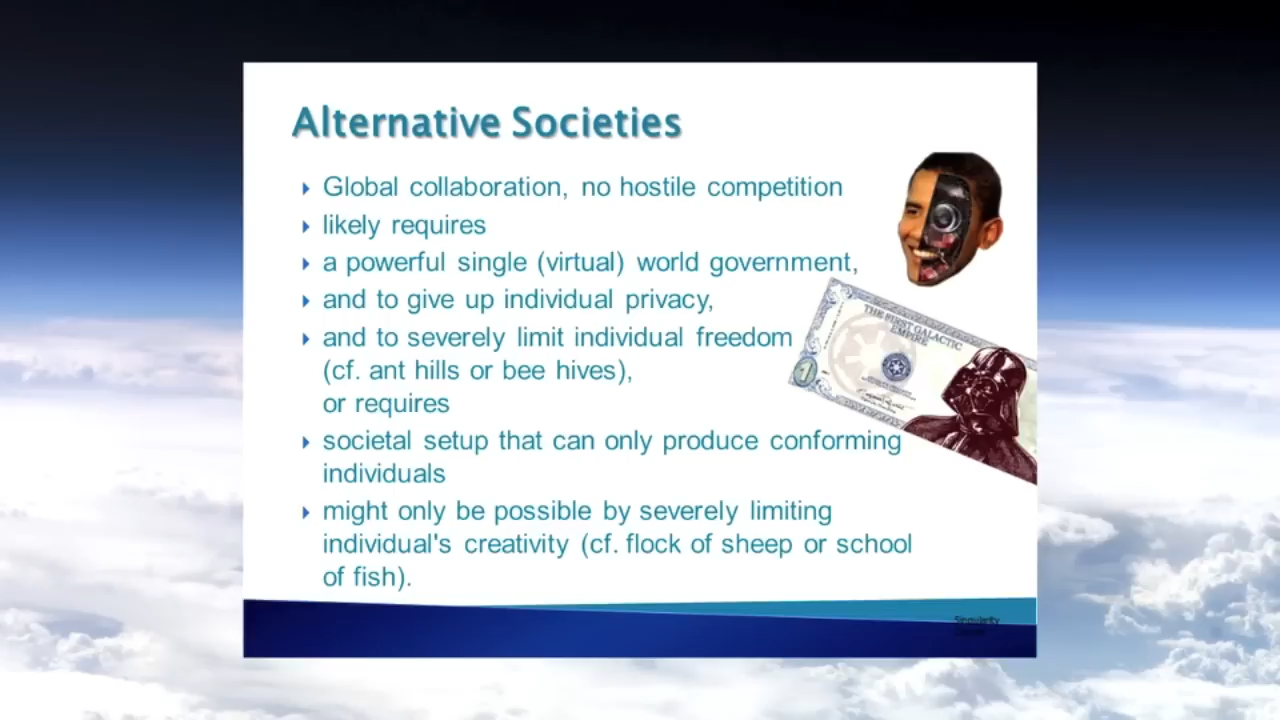 Alternative Societies
Global collaboration, no hostile competition
likely requires
a powerful single (virtual) world government,
and to give up individual privacy,
and to severely limit individual freedom
(cf. ant hills or bee hives),
or requires
societal setup that can only produce conforming
individuals
might only be possible by severely limiting
individual's creativity (cf. flock of sheep or school
of fish).
THE FIRST GALACTIC
EMPIRE
1
Singularity